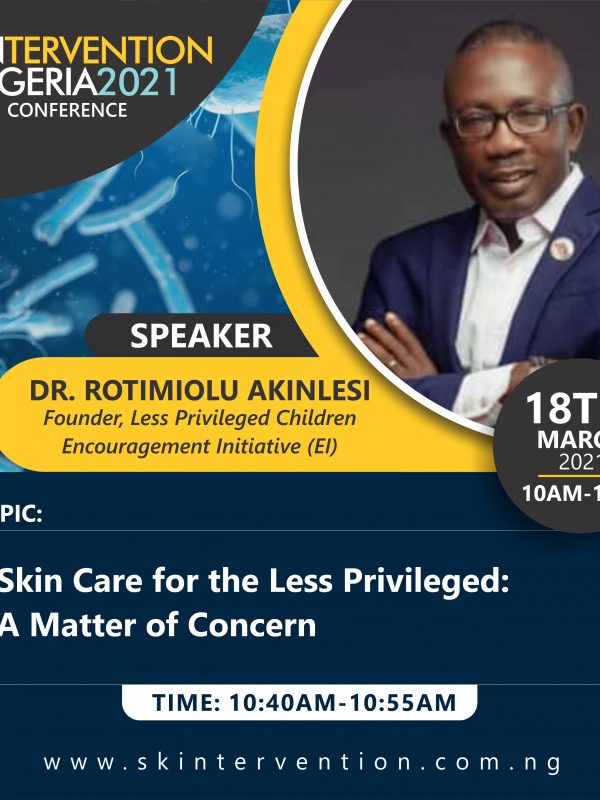 NTERVENTION
GERIA2021
CONFERENCE
SPEAKER
DR. ROTIMIOLU AKINLESI
Founder, Less Privileged Children
Encouragement Initiative (EI)
18T
MARC
2021
10AM-1
PIC:
Skin Care for the Less Privileged:
A Matter of Concern
TIME: 10:40AM-10:55AM
www.skintervention.com.ng